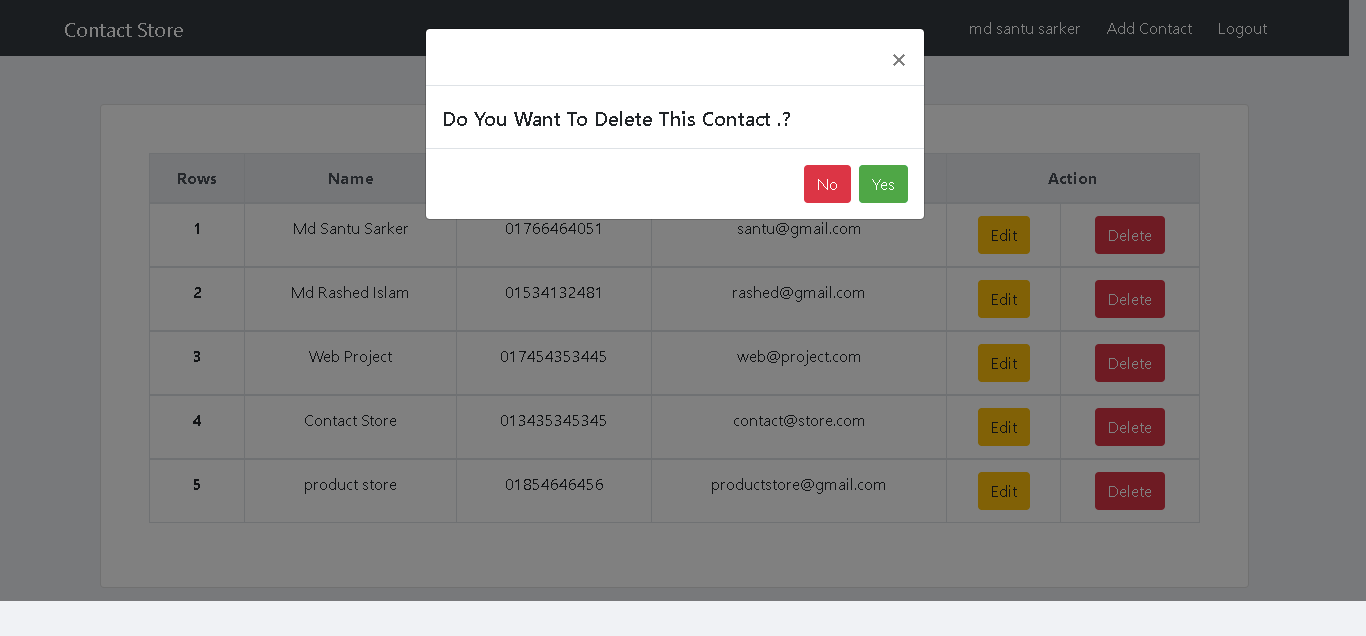 Contact Store md santu sarker Add Contact Logout
×
Do You Want To Delete This Contact .?
No Yes
Rows Name Action
1 Md Santu Sarker 01766464051 santu@gmail.com Edit Delete
2 Md Rashed Islam 01534132481 rashed@gmail.com Edit Delete
3 Web Project 017454353445 web@project.com Edit Delete
4 Contact Store 013435345345 contact@store.com Edit Delete
5 product store 01854646456 productstore@gmail.com Edit Delete